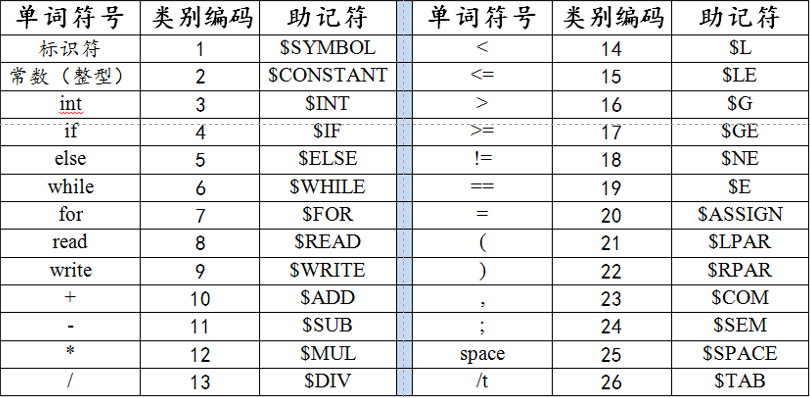 单词符号 类别编码 助记符 单词符号 类别编码 助记符
标识符 1 $SYMBOL < 14 $L
常数（整型） 2 $CONSTANT <= 15 $LE
int 3 $INT > 16 $G
if 4 $IF >= 17 $GE
else 5 $ELSE != 18 $NE
while 6 $WHILE == 19 $E
for 7 $FOR = 20 $ASSIGN
read 8 $READ ( 21 $LPAR
write 9 $WRITE ) 22 $RPAR
+ 10 $ADD , 23 $COM
- 11 $SUB ; 24 $SEM
* 12 $MUL space 25 $SPACE
/ 13 $DIV /t 26 $TAB